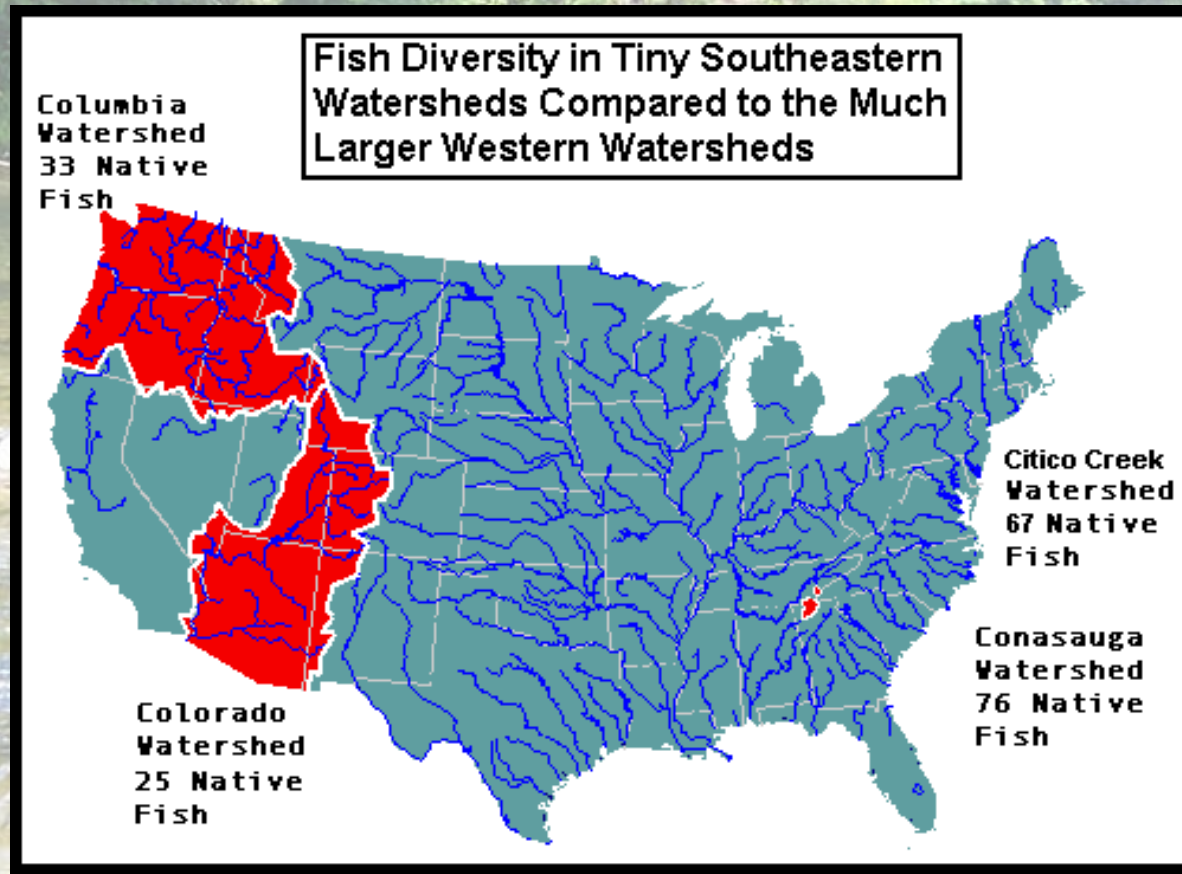 Fish Diversity in Tiny Southeastern
Watersheds Compared to the Much
Larger Western Watersheds
Columbia
Watershed
33 Native
Fish
Citico Creek
Watershed
67 Native
Fish
Conasauga
Watershed
76 Native
Fish
Colorado
Watershed
25 Native
Fish